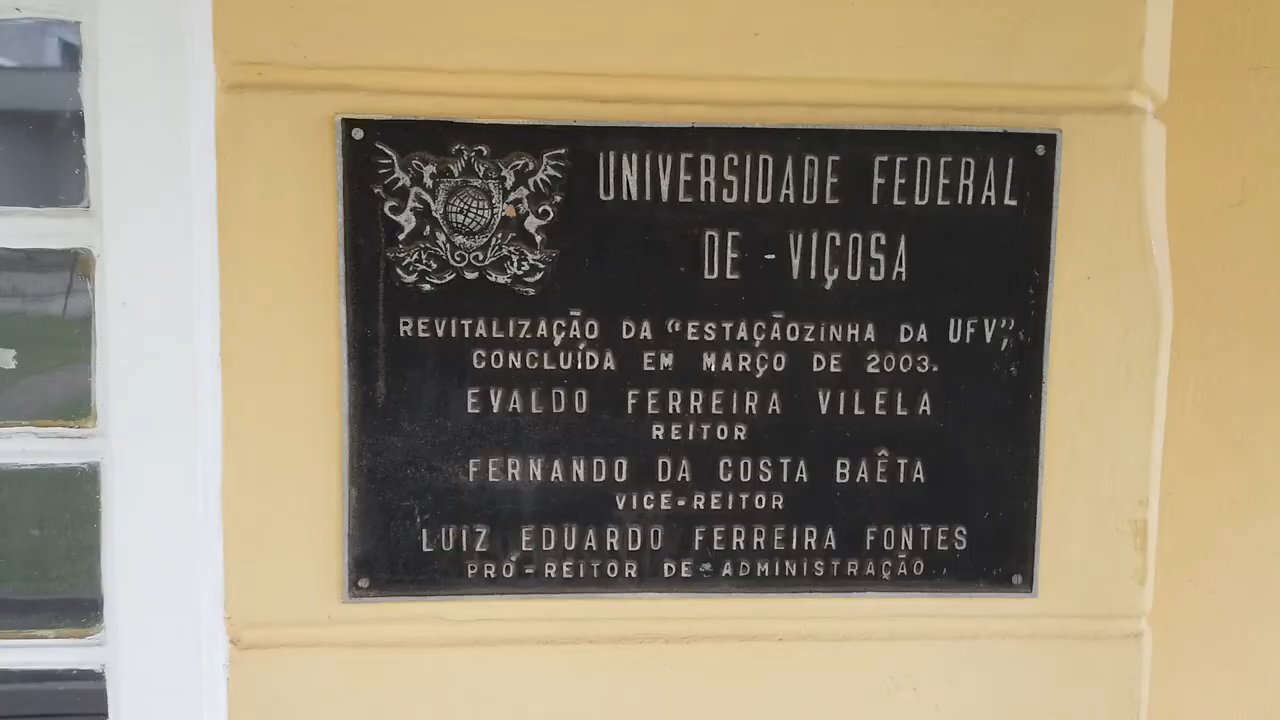 UNIVERSIDADE FEDERAL
DE - VIÇOSA
REVITALIZAÇÃO DA "ESTAÇÃOZINHA DA UFV",
CONCLUÍDA EM MARÇO DE 2003.
EVALDO FERREIRA VILELA
REITOR
FERNANDO DA COSTA BAÊTA
VICE-REITOR
LUIZ EDUARDO FERREIRA FONTES
PRÓ-REITOR DE ADMINISTRAÇÃO